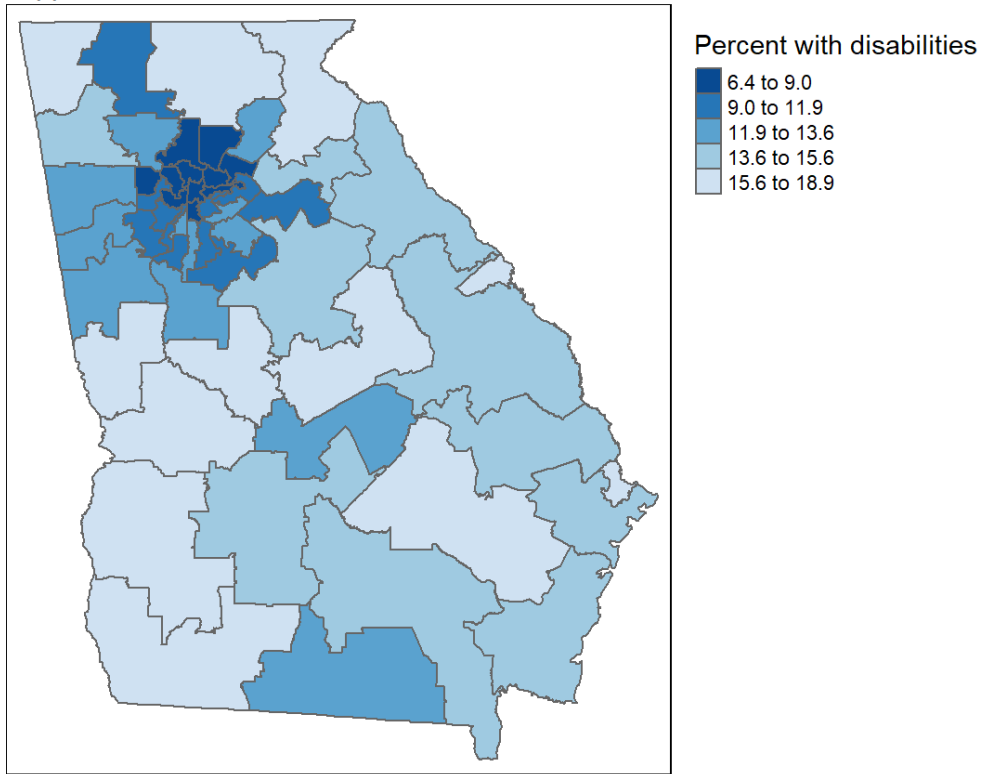 Percent with disabilities
6.4 to 9.0
9.0 to 11.9
11.9 to 13.6
13.6 to 15.6
15.6 to 18.9